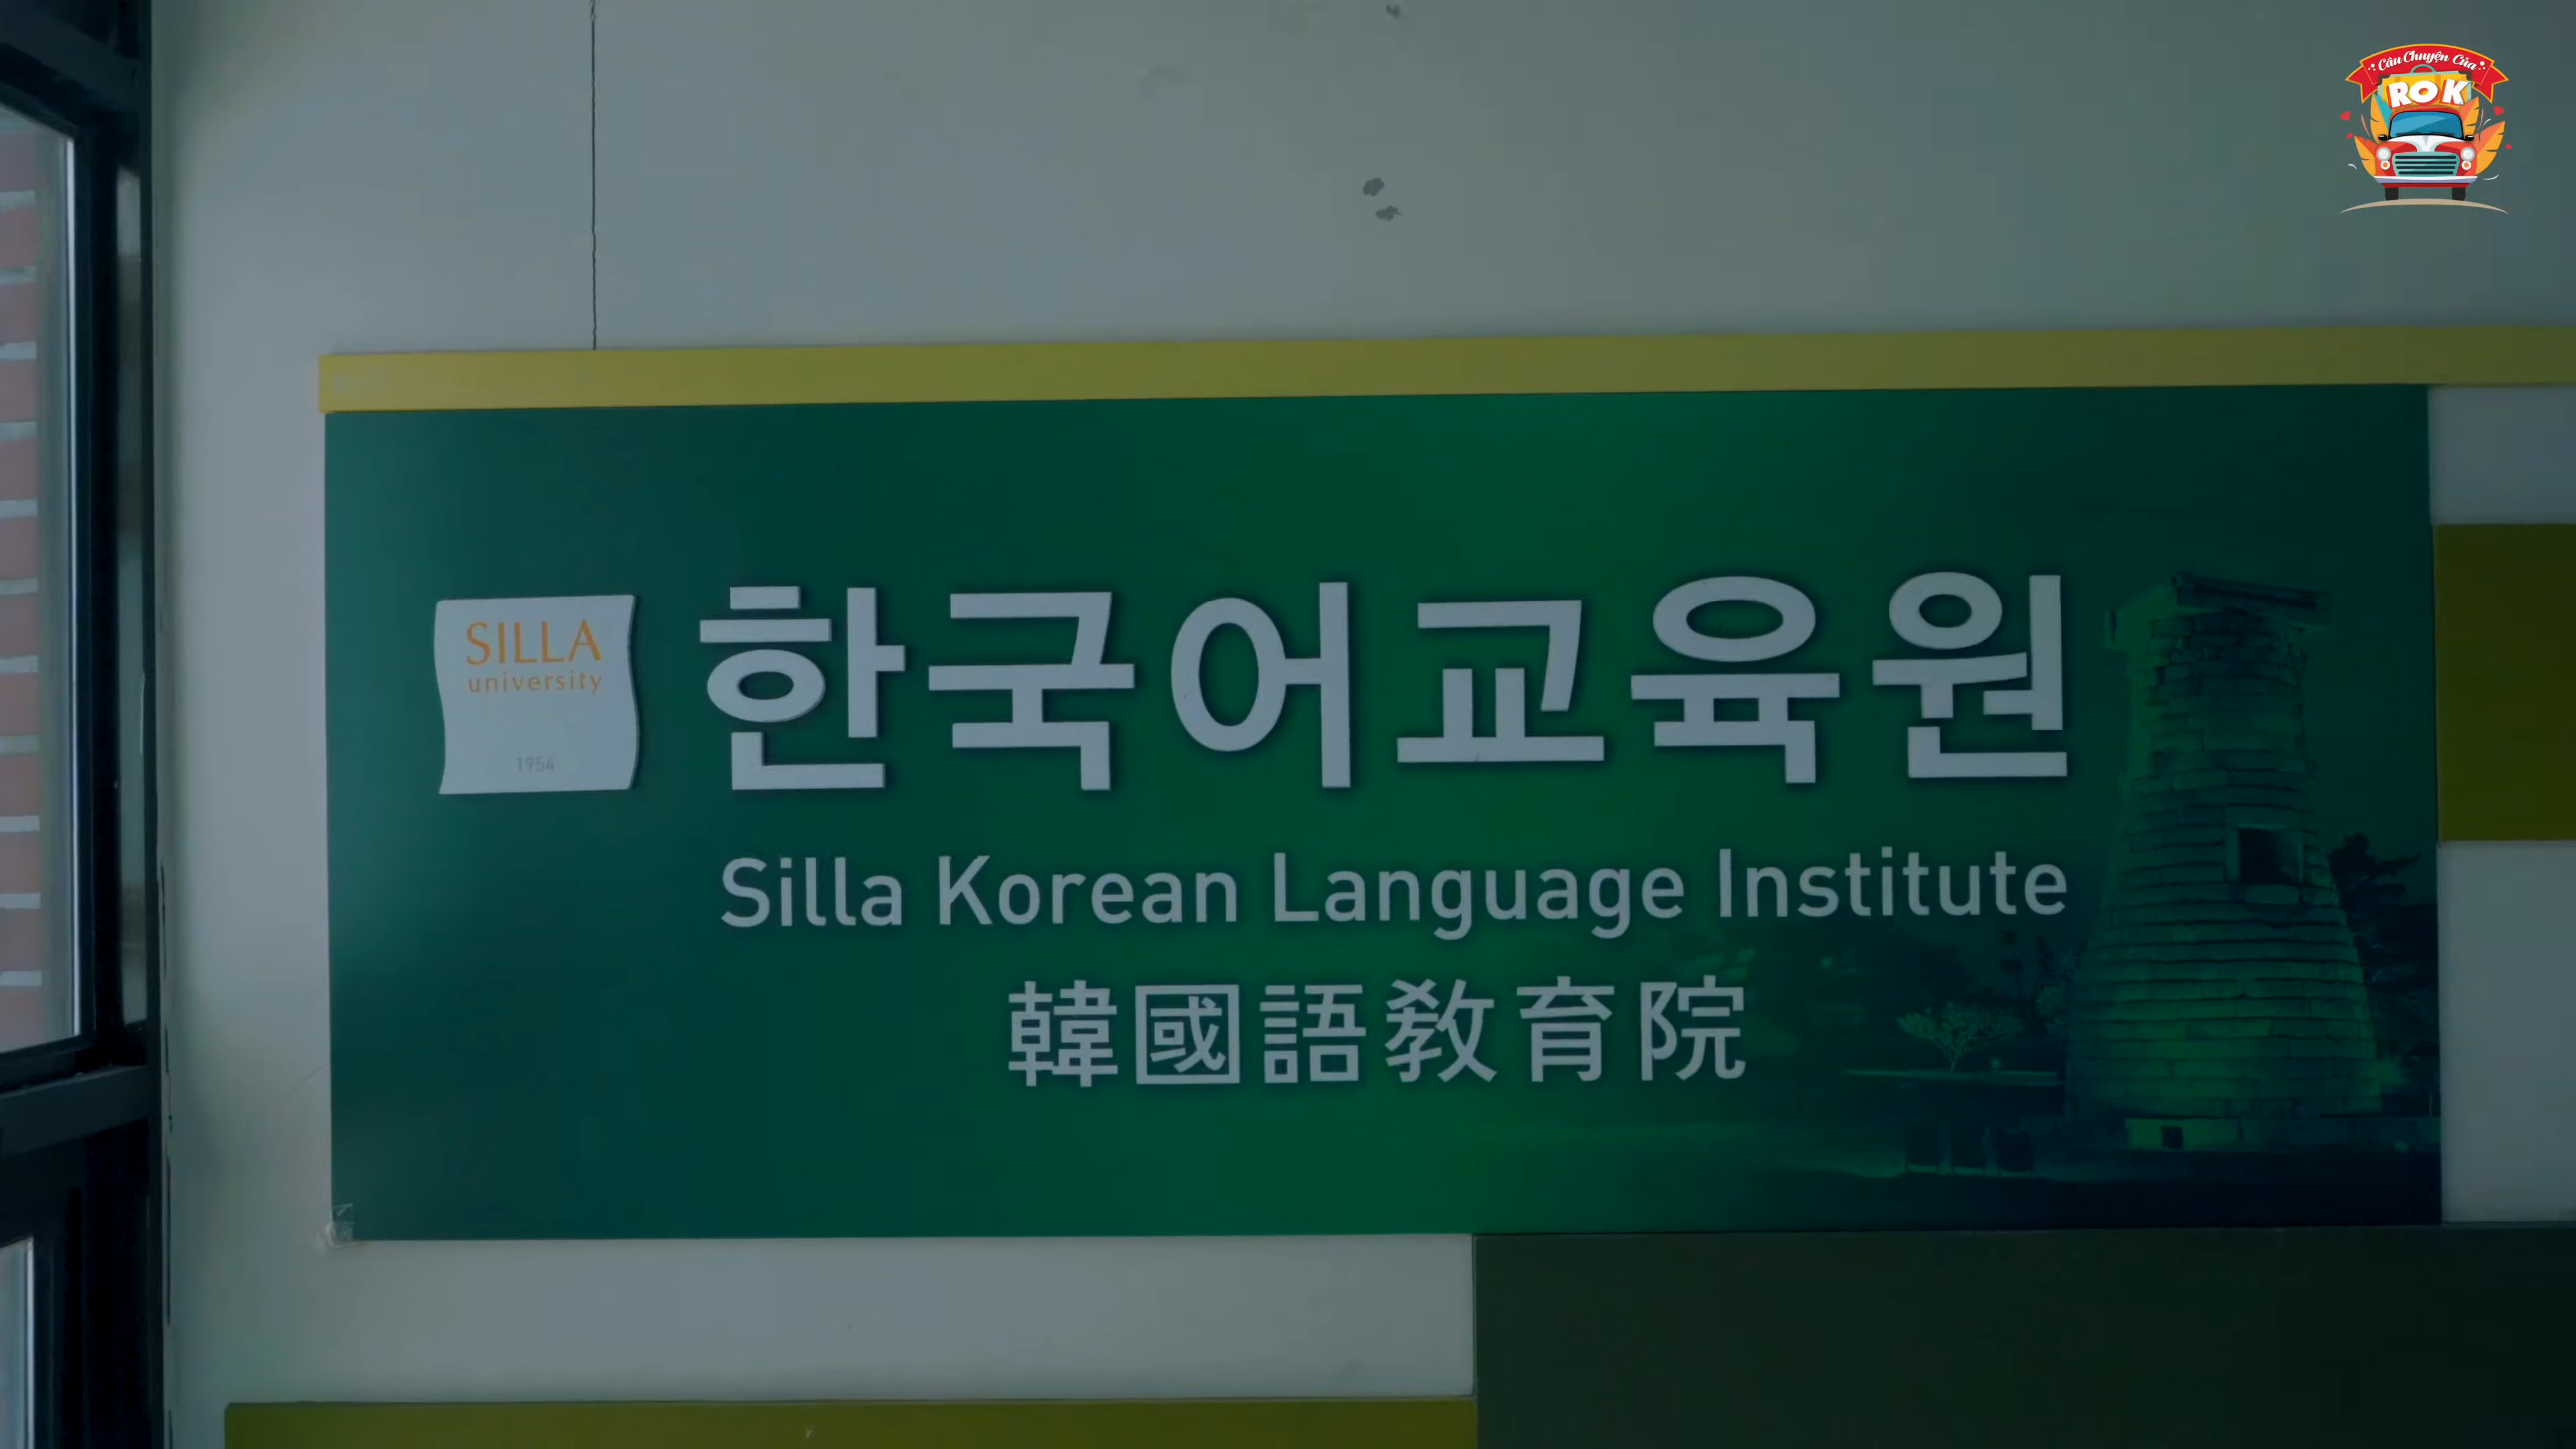 Câu Chuyện Của
ROK
SILLA
university
1954
한국어교육원
Silla Korean Language Institute
韓國語敎育院